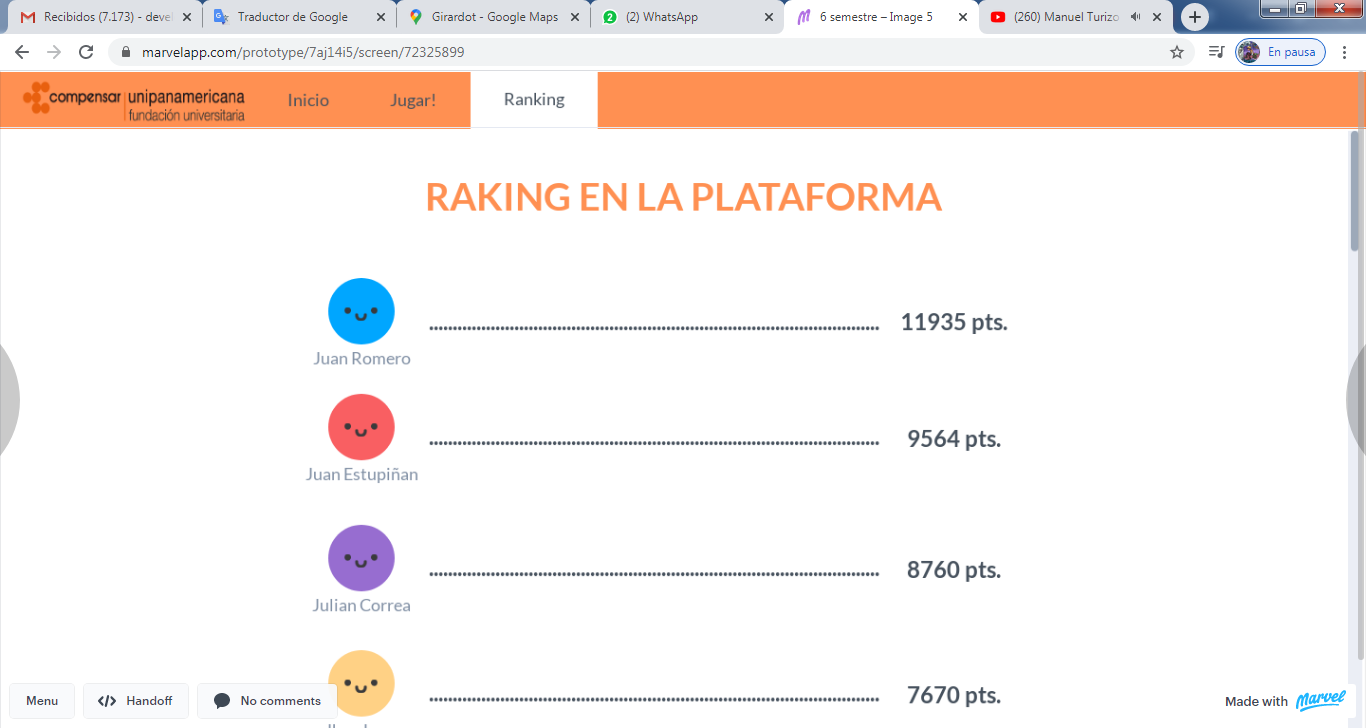 Recibidos (7.173) - devel
Traductor de Google
Girardot - Google Maps
(2) WhatsApp
6 semestre – Image 5
(260) Manuel Turizo
marvelapp.com/prototype/7aj14i5/screen/72325899
En pausa
compensar unipanamericana
fundación universitaria
Inicio
Jugar!
Ranking
RAKING EN LA PLATAFORMA
11935 pts.
Juan Romero
9564 pts.
Juan Estupiñan
8760 pts.
Julian Correa
7670 pts.
Menu
Handoff
No comments
Made with Marvel